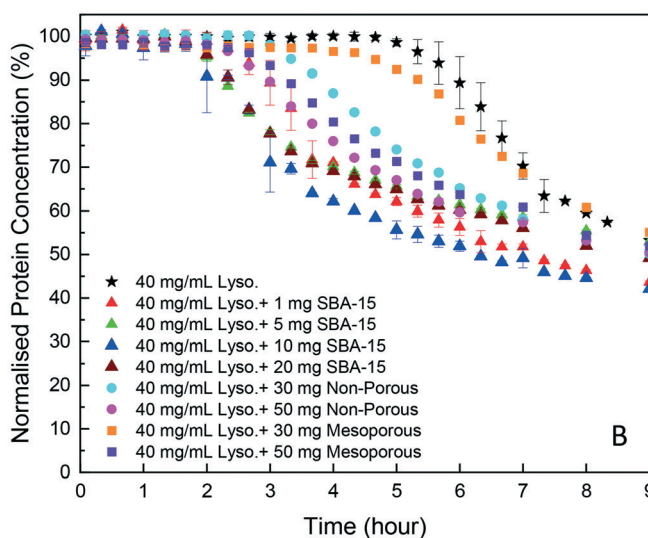 Normalised Protein Concentration (%)
100
90
80
70
60
50
40
30
20
10
0
40 mg/mL Lyso.
40 mg/mL Lyso.+ 1 mg SBA-15
40 mg/mL Lyso.+ 5 mg SBA-15
40 mg/mL Lyso.+ 10 mg SBA-15
40 mg/mL Lyso.+ 20 mg SBA-15
40 mg/mL Lyso.+ 30 mg Non-Porous
40 mg/mL Lyso.+ 50 mg Non-Porous
40 mg/mL Lyso.+ 30 mg Mesoporous
40 mg/mL Lyso.+ 50 mg Mesoporous
B
0 1 2 3 4 5 6 7 8 9
Time (hour)